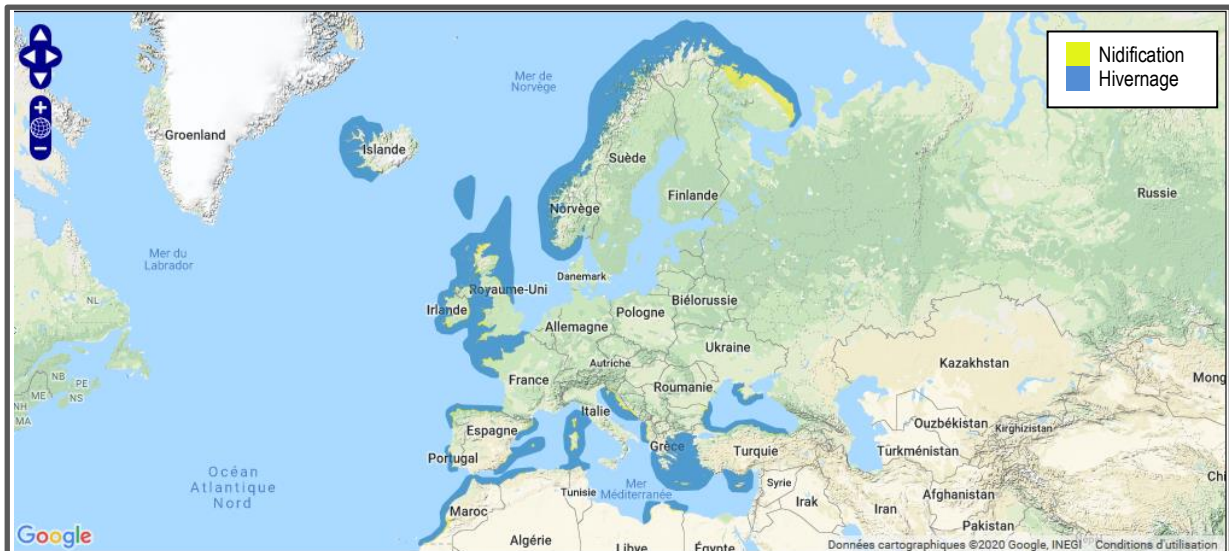 Nidification
Hivernage
Mer de
Norvège
Groenland
Islande
Suède
Finlande
Norvège
Russie
Mer du
Labrador
Danemark
Royaume-Uni
Irlande
Biélorussie
Pologne
Allemagne
NL
Ukraine
Kazakhstan
Autriche
NB
PE
France
Roumanie
Mong
ME
NS
NH
MA
Italie
Ouzbékistan
Kirghizistan
Espagne
Grèce
Turquie
Türkménistan
Portugal
Océan
Atlantique
Nord
Mer
Méditerranée
Syrie
Chi
Tunisie
Afghanistan
Irak
Iran
Maroc
Pakistan
Algérie
Libye
Égypte
Google
Données cartographiques ©2020 Google, INEGI
Conditions d'utilisation